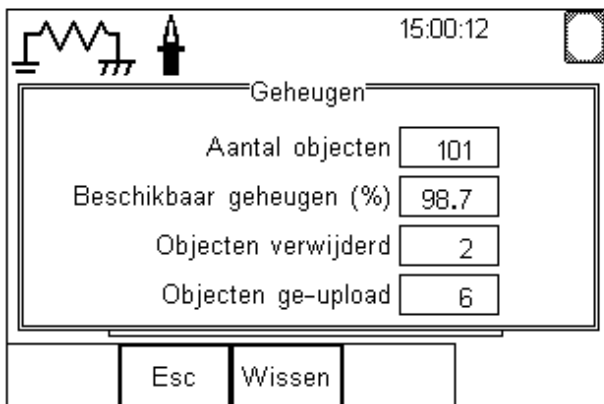 15:00:12
Geheugen
Aantal objecten 101
Beschikbaar geheugen (%) 98.7
Objecten verwijderd 2
Objecten ge-upload 6
Esc Wissen